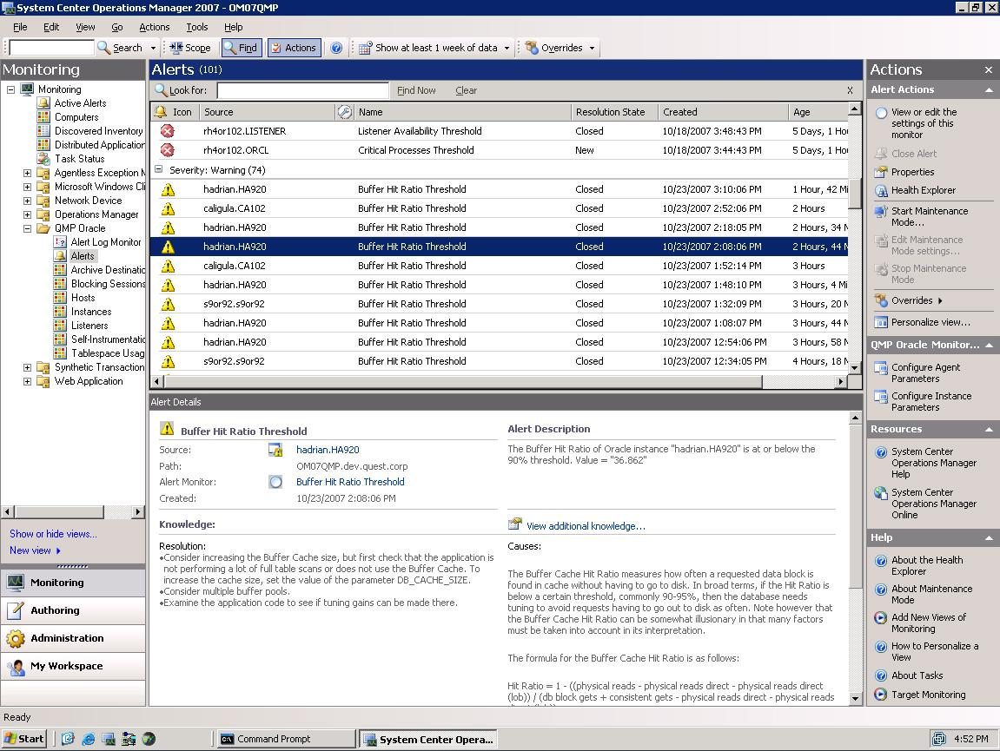 System Center Operations Manager 2007 - OM07QMP
File Edit View Go Actions Tools Help
Search Scope Find Actions Show at least 1 week of data Overrides
Monitoring
Monitoring
Active Alerts
Computers
Discovered Inventory
Distributed Application
Task Status
Agentless Exception M
Microsoft Windows Cli
Network Device
Operations Manager
QMP Oracle
Alert Log Monitor
Alerts
Archive Destinatio
Blocking Sessions
Hosts
Instances
Listeners
Self-Instrumentatio
Tablespace Usag
Synthetic Transaction
Web Application
Show or hide views...
New view
Monitoring
Authoring
Administration
My Workspace
Alerts (101)
Look for: Find Now Clear X
Icon Source Name Resolution State Created Age
rh4or102.LISTENER Listener Availability Threshold Closed 10/18/2007 3:48:43 PM 5 Days, 1 Hou
rh4or102.ORCL Critical Processes Threshold New 10/18/2007 3:44:43 PM 5 Days, 1 Hou
Severity: Warning (74)
hadrian.HA920 Buffer Hit Ratio Threshold Closed 10/23/2007 3:10:06 PM 1 Hour, 42 Mi
caligula.CA102 Buffer Hit Ratio Threshold Closed 10/23/2007 2:52:06 PM 2 Hours
hadrian.HA920 Buffer Hit Ratio Threshold Closed 10/23/2007 2:18:05 PM 2 Hours, 34 M
hadrian.HA920 Buffer Hit Ratio Threshold Closed 10/23/2007 2:08:06 PM 2 Hours, 44 M
caligula.CA102 Buffer Hit Ratio Threshold Closed 10/23/2007 1:52:14 PM 3 Hours
hadrian.HA920 Buffer Hit Ratio Threshold Closed 10/23/2007 1:48:10 PM 3 Hours, 4 Mi
s9or92.s9or92 Buffer Hit Ratio Threshold Closed 10/23/2007 1:32:09 PM 3 Hours, 20 M
hadrian.HA920 Buffer Hit Ratio Threshold Closed 10/23/2007 1:08:07 PM 3 Hours, 44 M
hadrian.HA920 Buffer Hit Ratio Threshold Closed 10/23/2007 12:54:06 PM 3 Hours, 58 M
s9or92.s9or92 Buffer Hit Ratio Threshold Closed 10/23/2007 12:34:05 PM 4 Hours, 18 M
Alert Details
Buffer Hit Ratio Threshold
Source: hadrian.HA920
Path: OM07QMP.dev.quest.corp
Alert Monitor: Buffer Hit Ratio Threshold
Created: 10/23/2007 2:08:06 PM
Alert Description
The Buffer Hit Ratio of Oracle instance "hadrian.HA920" is at or below the
90% threshold. Value = "36.862"
Knowledge:
View additional knowledge...
Resolution:
•Consider increasing the Buffer Cache size, but first check that the application is
not performing a lot of full table scans or does not use the Buffer Cache. To
increase the cache size, set the value of the parameter DB_CACHE_SIZE.
•Consider multiple buffer pools.
•Examine the application code to see if tuning gains can be made there.
Causes:
The Buffer Cache Hit Ratio measures how often a requested data block is
found in cache without having to go to disk. In broad terms, if the Hit Ratio is
below a certain threshold, commonly 90-95%, then the database needs
tuning to avoid requests having to go out to disk as often. Note however that
the Buffer Cache Hit Ratio can be somewhat illusionary in that many factors
must be taken into account in its interpretation.
The formula for the Buffer Cache Hit Ratio is as follows:
Hit Ratio = 1 - ((physical reads - physical reads direct - physical reads direct
(lob)) / (db block gets + consistent gets - physical reads direct - physical reads
Actions
Alert Actions
View or edit the
settings of this
monitor
Close Alert
Properties
Health Explorer
Start Maintenance
Mode...
Edit Maintenance
Mode settings...
Stop Maintenance
Mode
Overrides
Personalize view...
QMP Oracle Monitor...
Configure Agent
Parameters
Configure Instance
Parameters
Resources
System Center
Operations Manager
Help
System Center
Operations Manager
Online
Help
About the Health
Explorer
About Maintenance
Mode
Add New Views of
Monitoring
How to Personalize a
View
About Tasks
Target Monitoring
Ready
Start Command Prompt System Center Opera... 4:52 PM